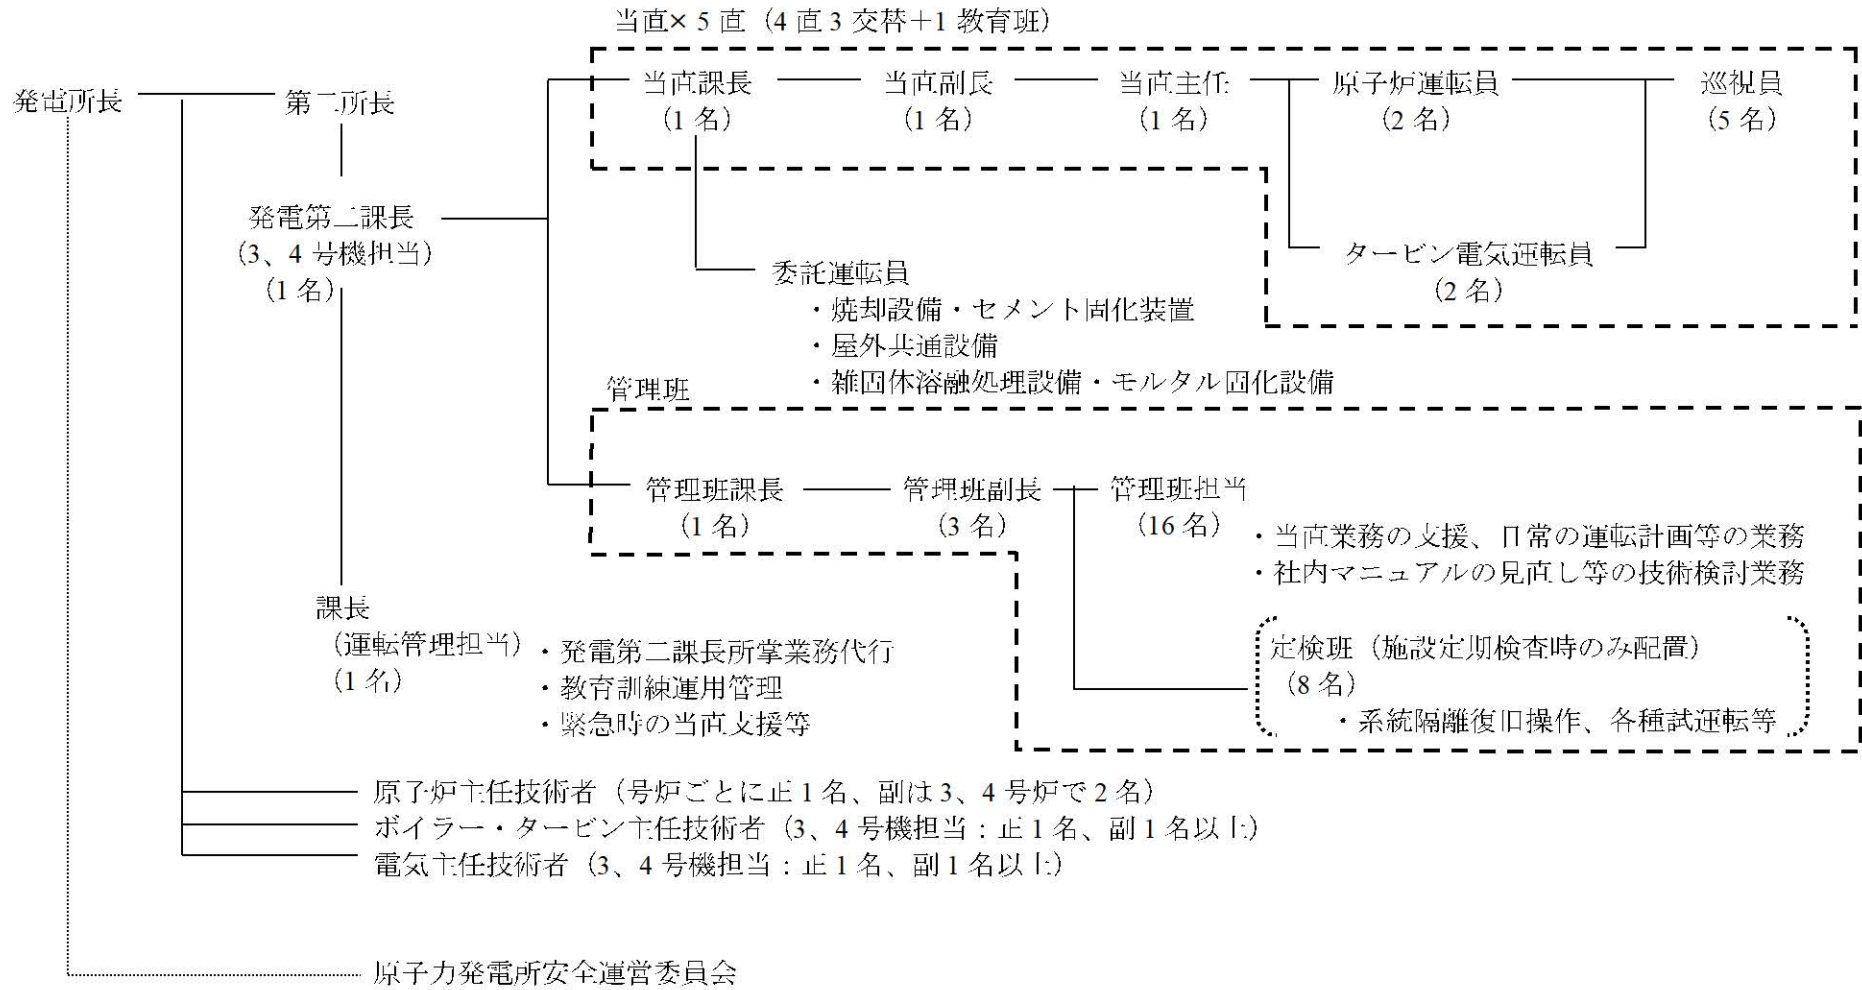 当直×5直（4直3交替＋1教育班）
発電所長
第二所長
当直課長
（1名）
当直副長
（1名）
当直主任
（1名）
原子炉運転員
（2名）
巡視員
（5名）
タービン電気運転員
（2名）
発電第二課長
（3、4号機担当）
（1名）
委託運転員
・焼却設備・セメント固化装置
・屋外共通設備
・雑固体溶融処理設備・モルタル固化設備
管理班
管理班課長
（1名）
管理班副長
（3名）
管理班担当
（16名）
・当直業務の支援、日常の運転計画等の業務
・社内マニュアルの見直し等の技術検討業務
定検班（施設定期検査時のみ配置）
（8名）
・系統隔離復旧操作、各種試運転等
課長
（運転管理担当）
（1名）
・発電第二課長所掌業務代行
・教育訓練運用管理
・緊急時の当直支援等
原子炉主任技術者（号炉ごとに正1名、副は3、4号炉で2名）
ボイラー・タービン主任技術者（3、4号機担当：正1名、副1名以上）
電気主任技術者（3、4号機担当：正1名、副1名以上）
原子力発電所安全運営委員会